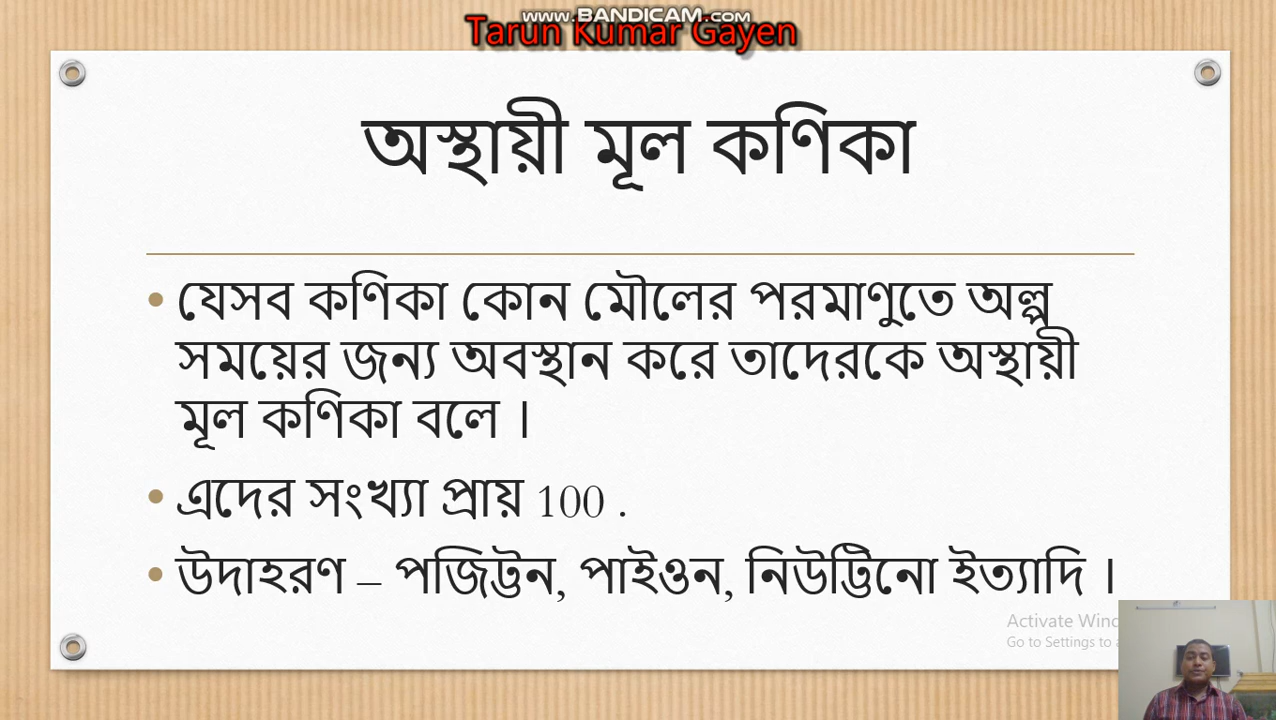 www.BANDICAM.com
Tarun Kumar Gayen
অস্থায়ী মূল কণিকা
• যেসব কণিকা কোন মৌলের পরমাণুতে অল্প
সময়ের জন্য অবস্থান করে তাদেরকে অস্থায়ী
মূল কণিকা বলে ।
• এদের সংখ্যা প্রায় 100 .
• উদাহরণ – পজিট্টন, পাইওন, নিউট্টিনো ইত্যাদি ।
Activate Wind
Go to Settings to a